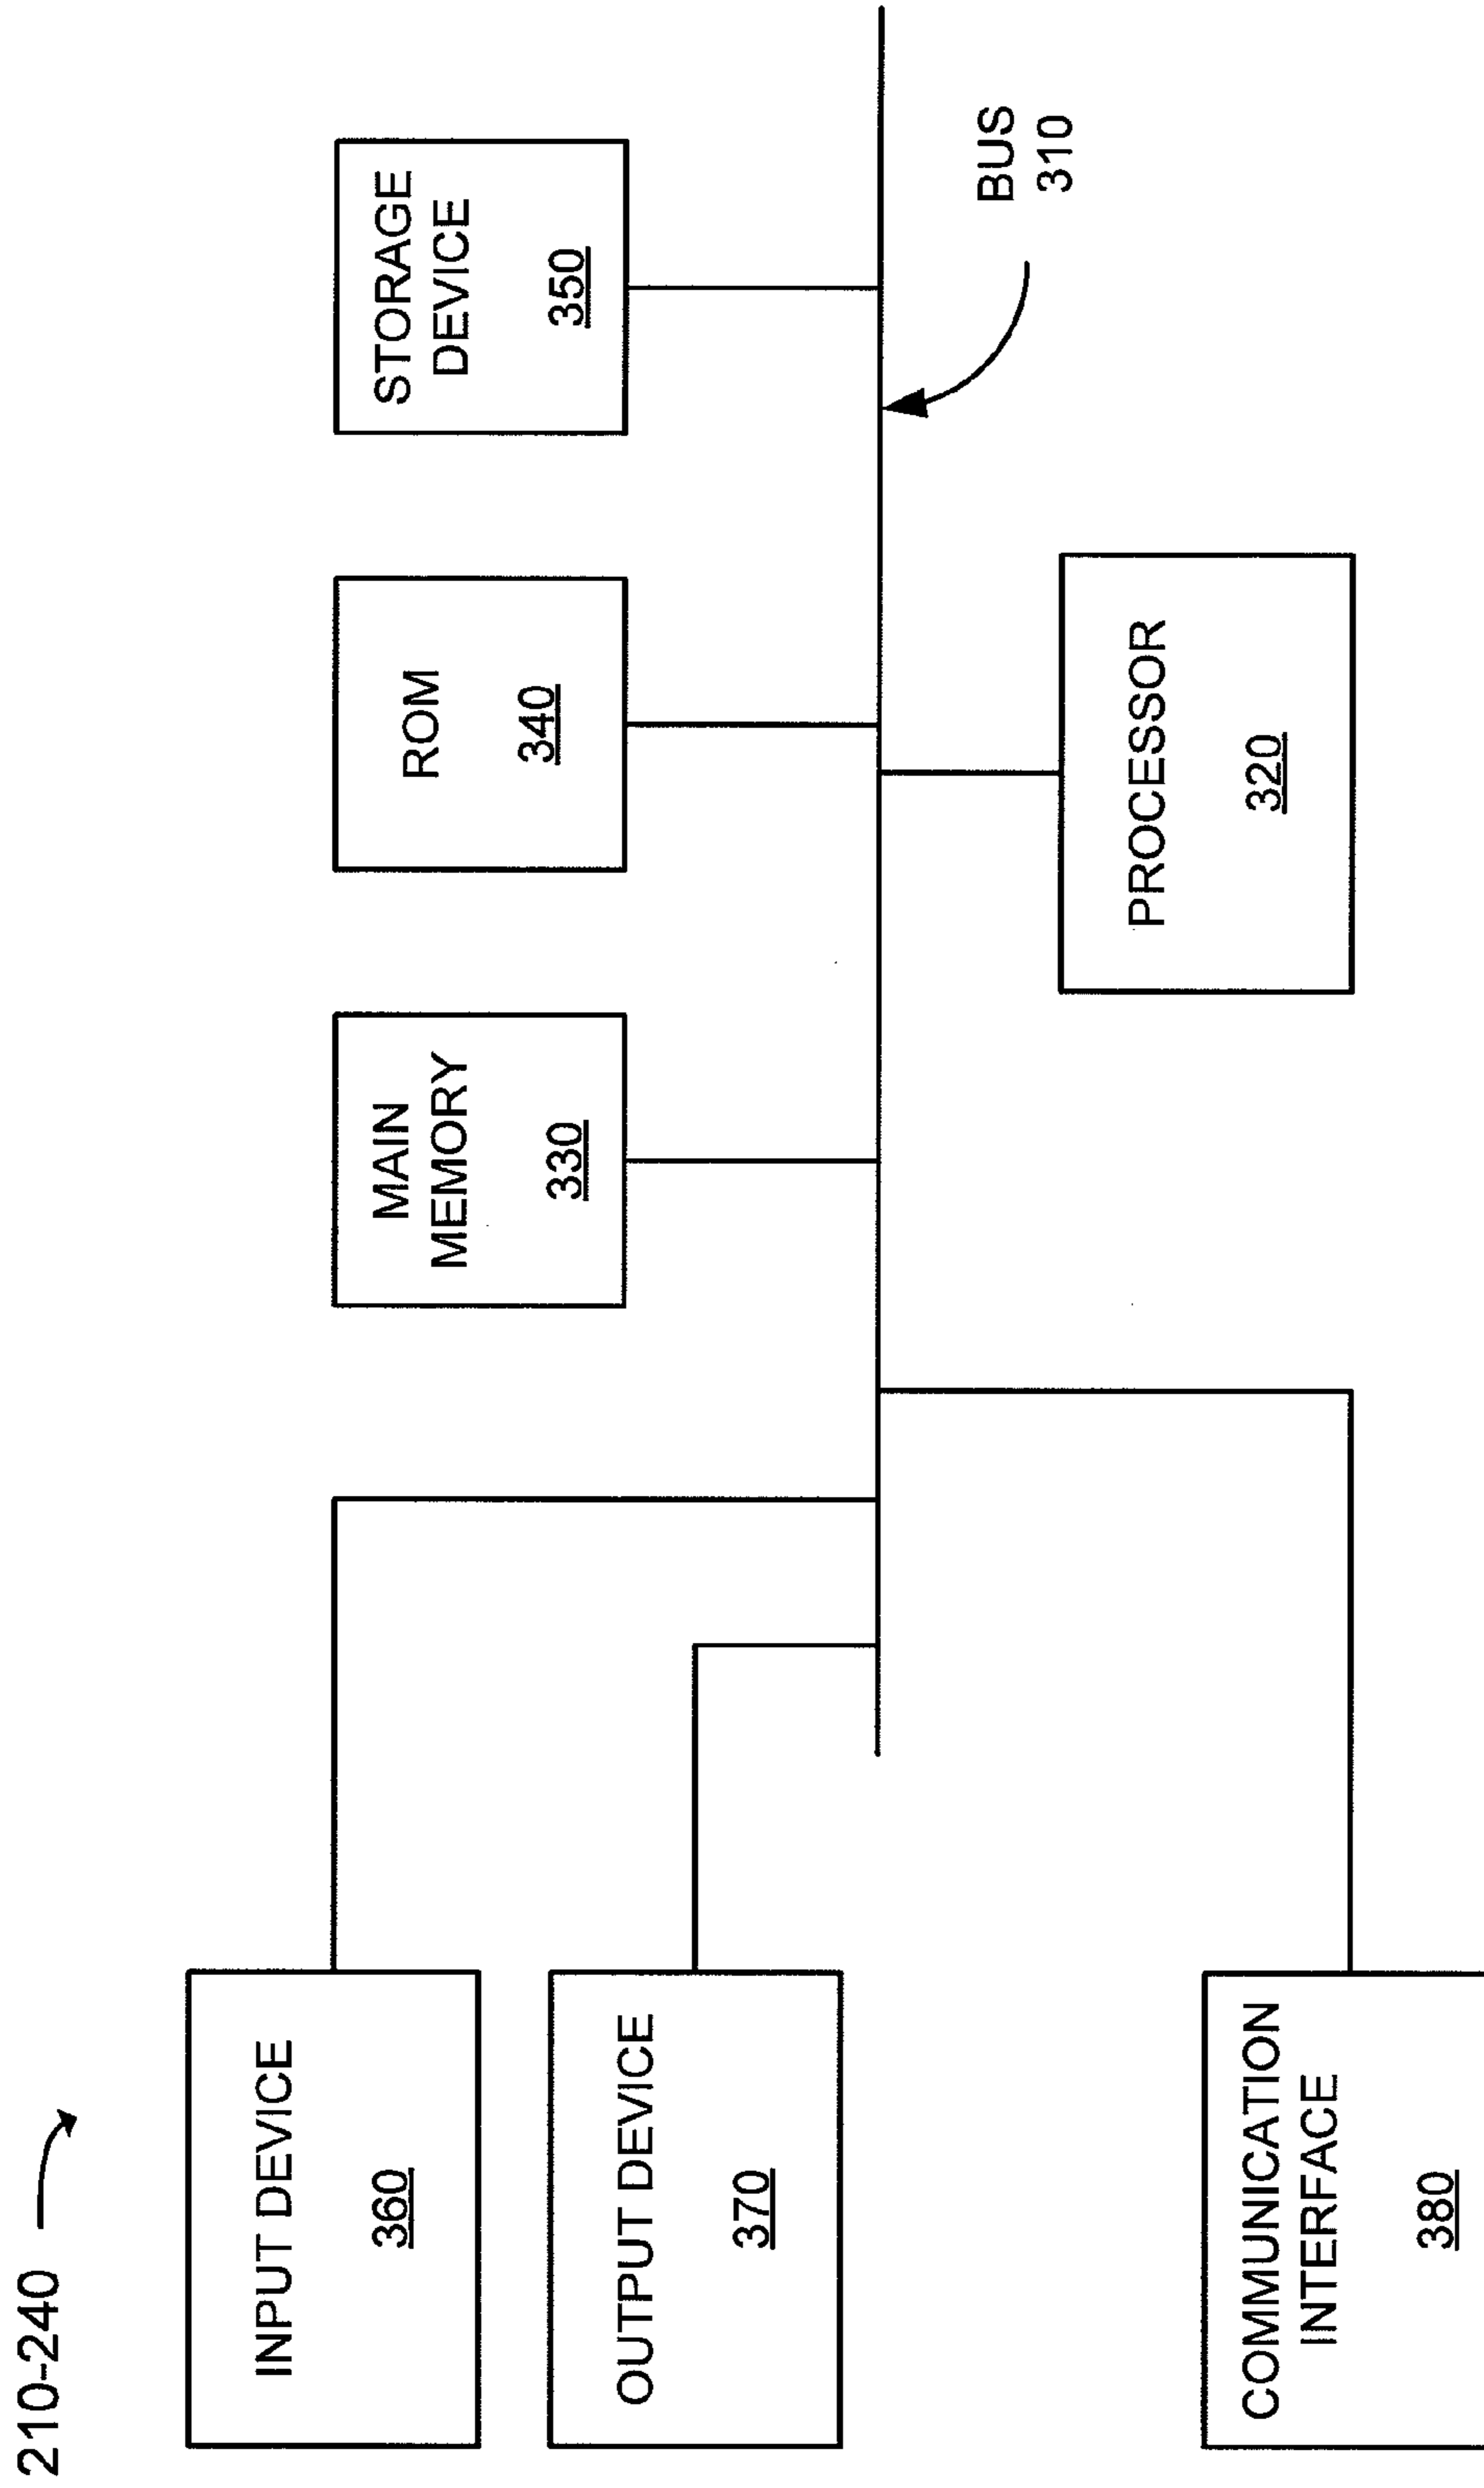 210-240
INPUT DEVICE
360
OUTPUT DEVICE
370
COMMUNICATION
INTERFACE
380
MAIN
MEMORY
330
ROM
340
STORAGE
DEVICE
350
PROCESSOR
320
BUS
310